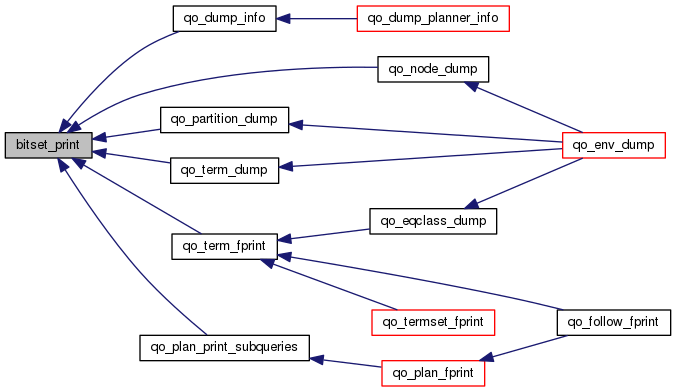 qo_dump_info
qo_dump_planner_info
qo_node_dump
qo_partition_dump
bitset_print
qo_env_dump
qo_term_dump
qo_eqclass_dump
qo_term_fprint
qo_termset_fprint
qo_follow_fprint
qo_plan_print_subqueries
qo_plan_fprint